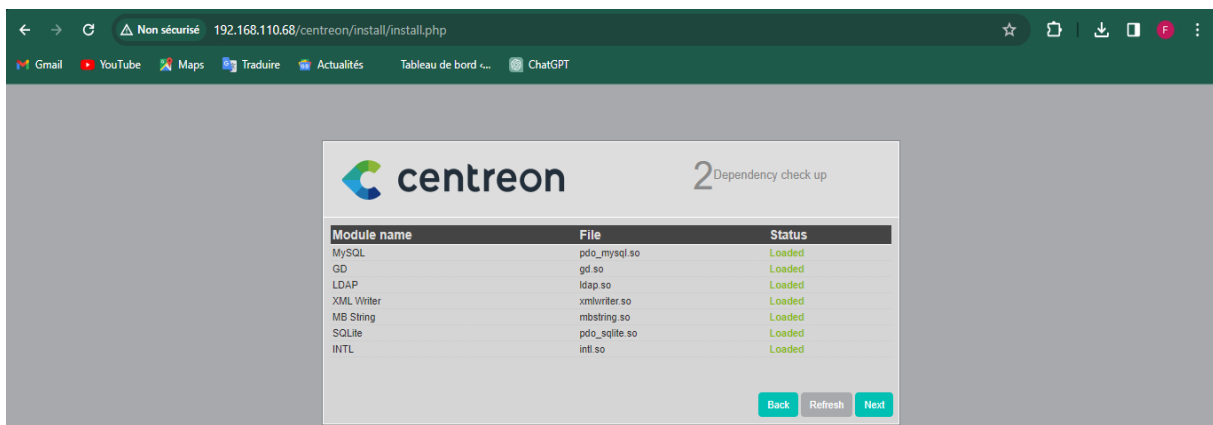 Non sécurisé 192.168.110.68/centreon/install/install.php F
Gmail YouTube Maps Traduire Actualités Tableau de bord ‹... ChatGPT
centreon 2 Dependency check up
Module name File Status
MySQL pdo_mysql.so Loaded
GD gd.so Loaded
LDAP ldap.so Loaded
XML Writer xmlwriter.so Loaded
MB String mbstring.so Loaded
SQLite pdo_sqlite.so Loaded
INTL intl.so Loaded
Back Refresh Next